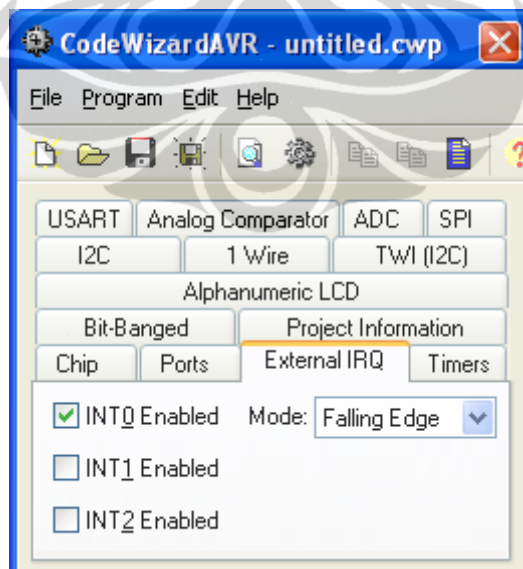 CodeWizardAVR - untitled.cwp
File Program Edit Help
?
USART Analog Comparator ADC SPI
I2C 1 Wire TWI (I2C)
Alphanumeric LCD
Bit-Banged Project Information
Chip Ports External IRQ Timers
INT0 Enabled Mode: Falling Edge
INT1 Enabled
INT2 Enabled